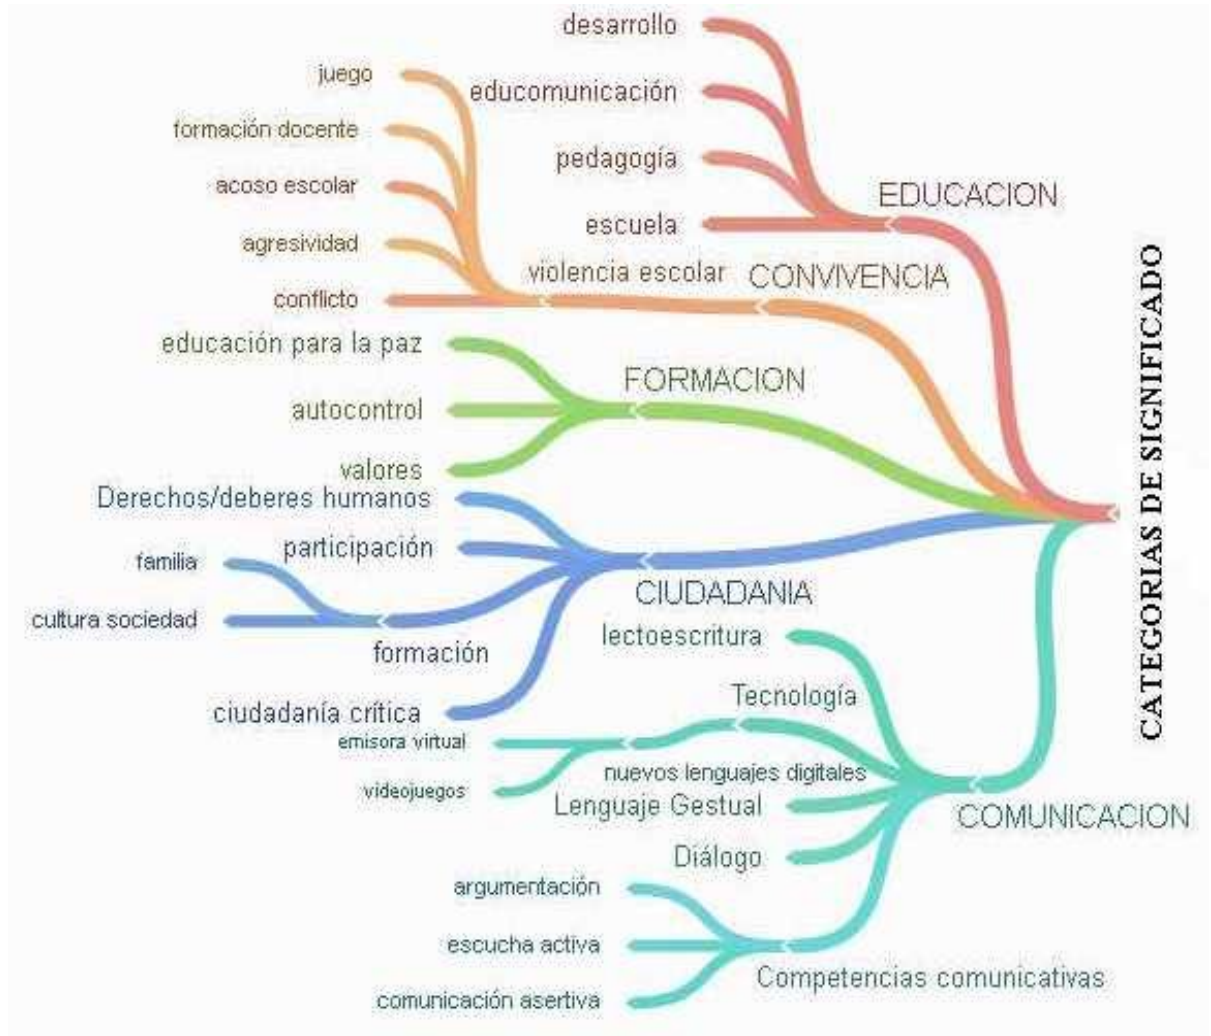 desarrollo
juego
educomunicación
formación docente
pedagogía
acoso escolar
EDUCACION
escuela
agresividad
violencia escolar
CONVIVENCIA
conflicto
educación para la paz
FORMACION
autocontrol
valores
Derechos/deberes humanos
participación
familia
CIUDADANIA
cultura sociedad
lectoescritura
formación
Tecnología
ciudadanía crítica
emisora virtual
nuevos lenguajes digitales
videojuegos
Lenguaje Gestual
COMUNICACION
Diálogo
argumentación
escucha activa
Competencias comunicativas
comunicación asertiva
CATEGORIAS DE SIGNIFICADO